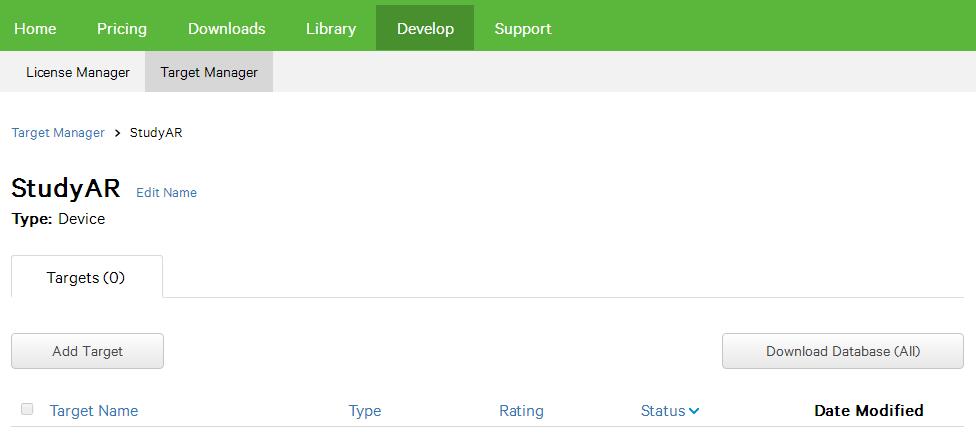 Home Pricing Downloads Library Develop Support
License Manager Target Manager
Target Manager > StudyAR
StudyAR Edit Name
Type: Device
Targets (0)
Add Target Download Database (All)
Target Name Type Rating Status Date Modified